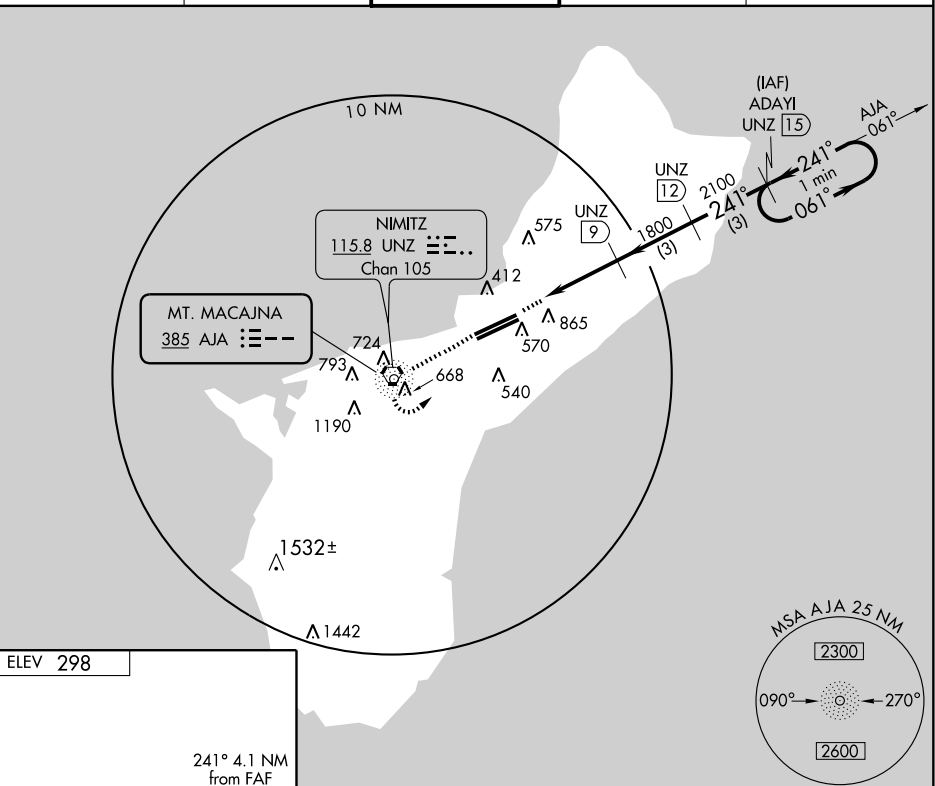 10 NM
(IAF)
ADAYI
UNZ 15
AJA
061°
241°
1 min
061°
UNZ
12
2100
241°
(3)
UNZ
9
1800
(3)
NIMITZ
115.8 UNZ
Chan 105
575
412
MT. MACAJNA
385 AJA
865
570
724
793
668
540
1190
1532±
1442
ELEV 298
241° 4.1 NM
from FAF
MSA AJA 25 NM
2300
090°
270°
2600